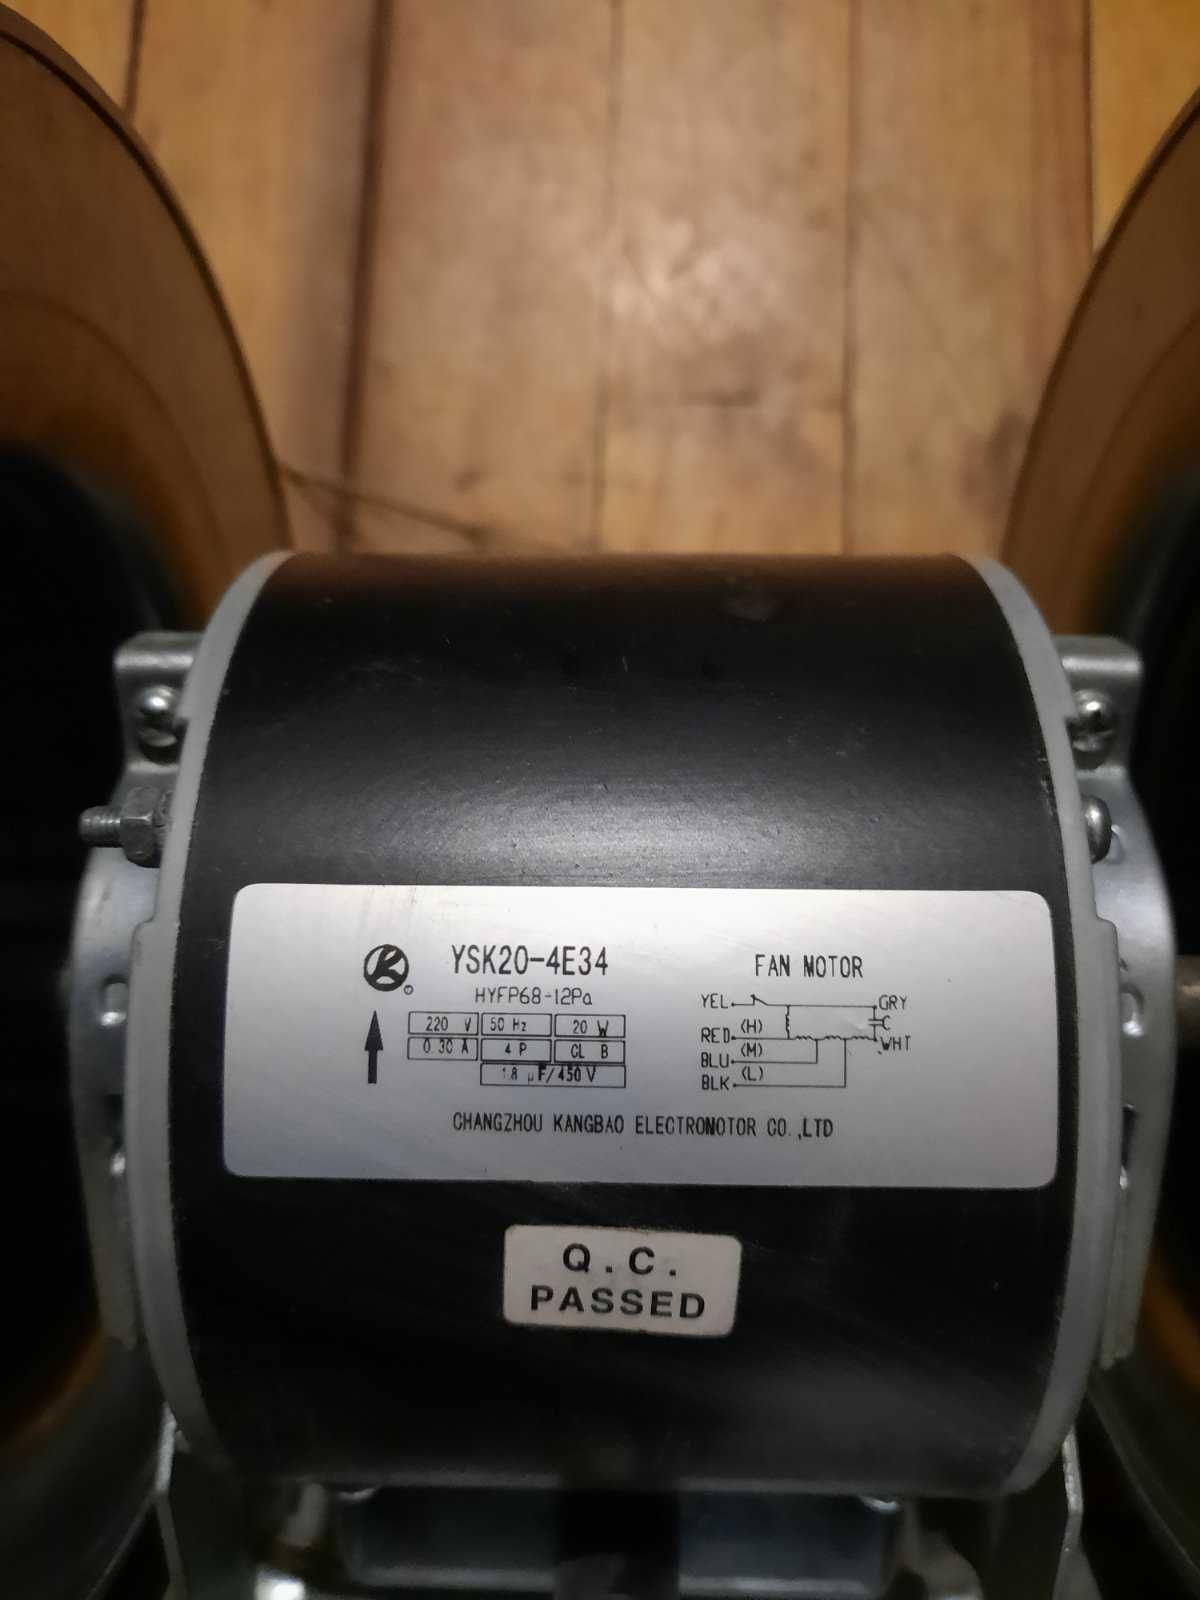 K
YSK20-4E34
HYFP68-12Pa
220 V 50 Hz 20 W
0.30 A 4 P CL B
1.8 μF/450 V
FAN MOTOR
YEL GRY
C
RED (H) WHT
BLU (M)
BLK (L)
CHANGZHOU KANGBAO ELECTROMOTOR CO.,LTD
Q.C.
PASSED